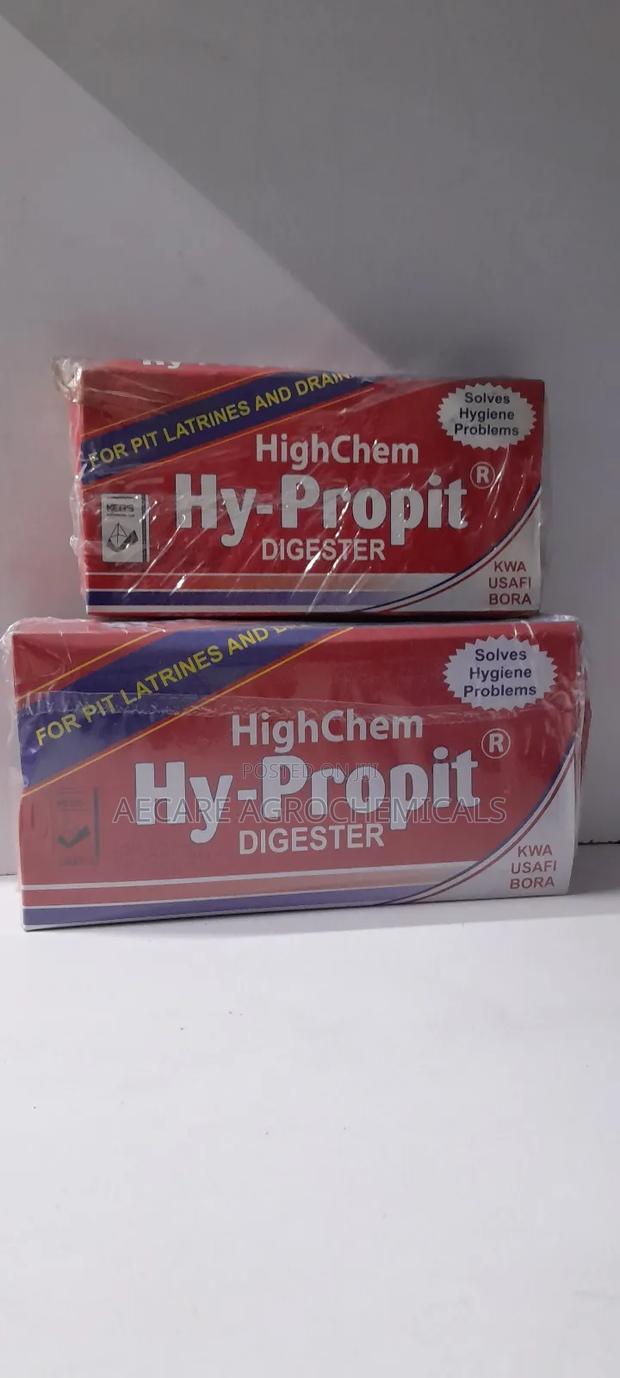 FOR PIT LATRINES AND DRAIN
Solves
Hygiene
Problems
HighChem
Hy-Propit®
DIGESTER
KEBS
KWA
USAFI
BORA
FOR PIT LATRINES AND
Solves
Hygiene
Problems
HighChem
Hy-Propit®
POSTED ON JIJI
AECARE AGROCHEMICALS
DIGESTER
KWA
USAFI
BORA